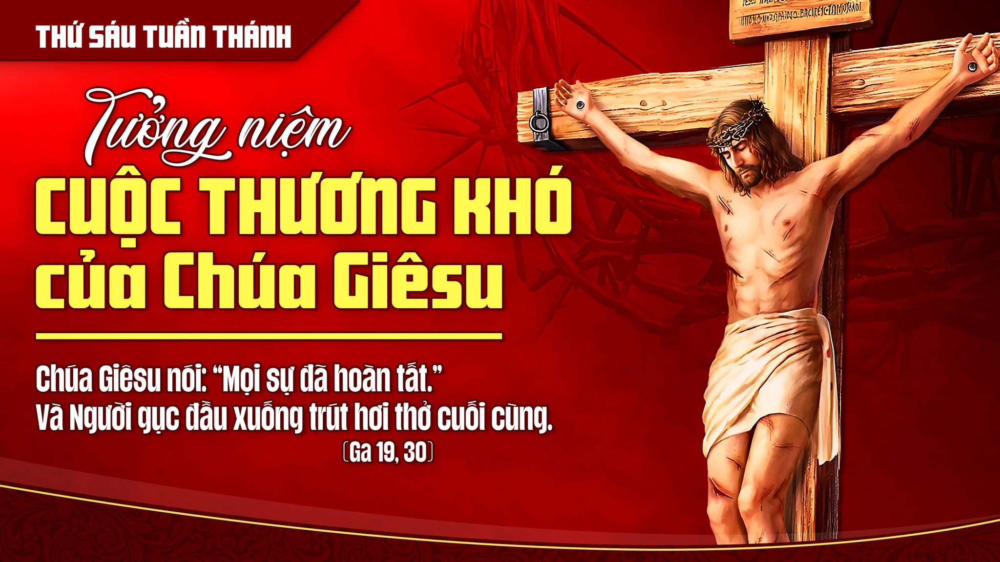 THỨ SÁU TUẦN THÁNH
Tưởng niệm
CUỘC THƯƠNG KHÓ
của Chúa Giêsu
Chúa Giêsu nói: “Mọi sự đã hoàn tất.”
Và Người gục đầu xuống trút hơi thở cuối cùng.
(Ga 19, 30)